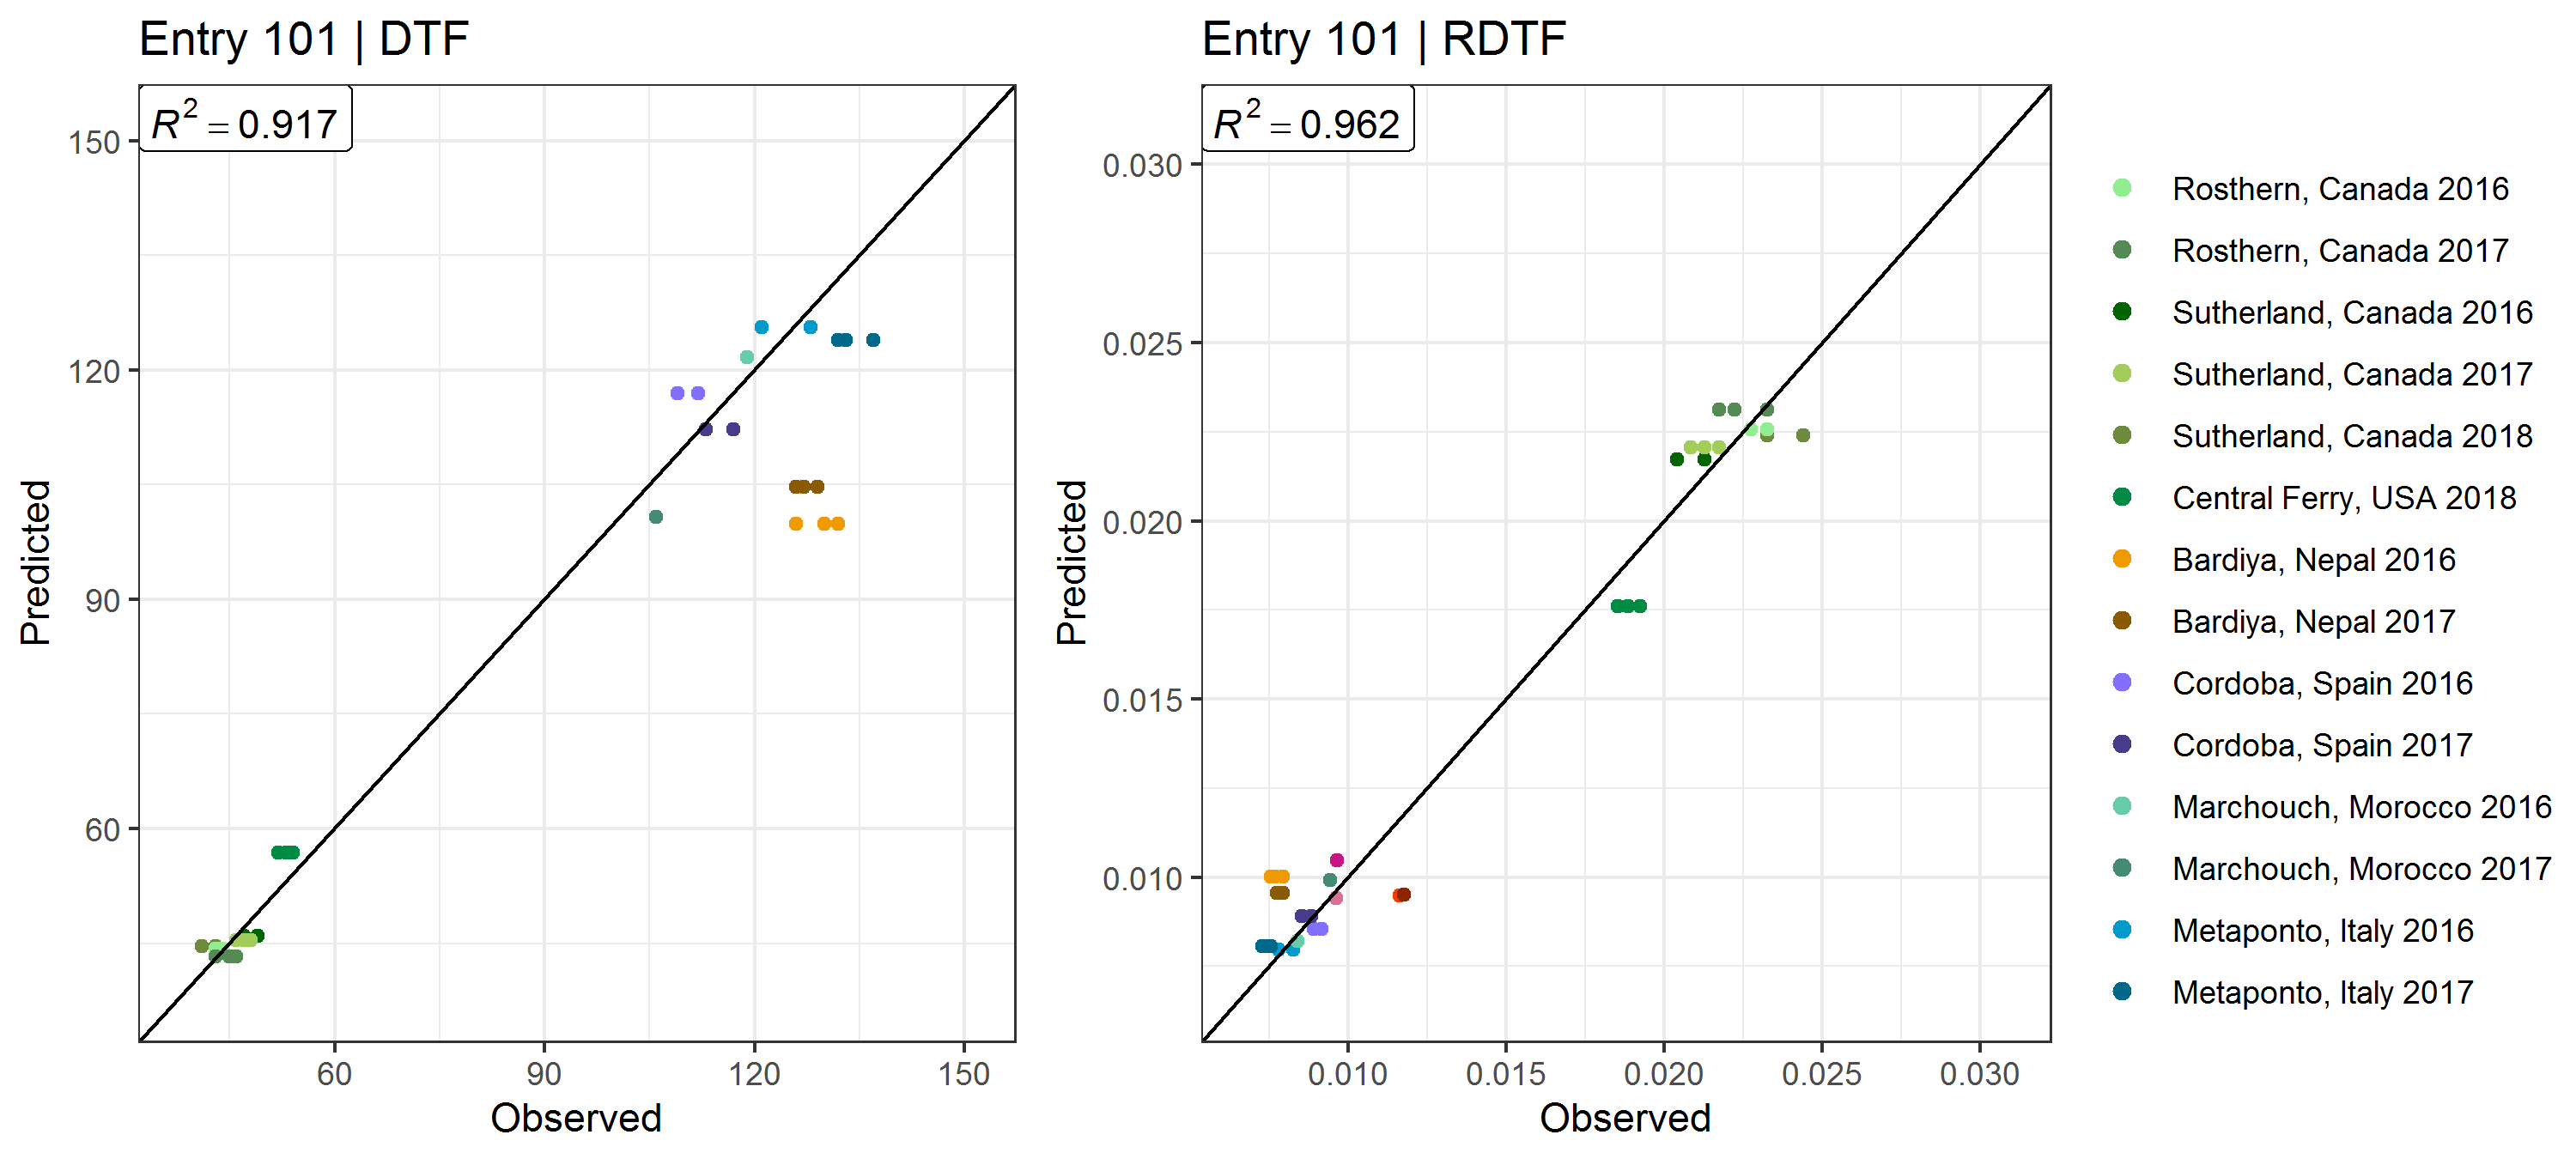 Entry 101 | DTF
R² = 0.917
150
120
90
60
Predicted
60 90 120 150
Observed
Entry 101 | RDTF
R² = 0.962
0.030
0.025
0.020
0.015
0.010
Predicted
0.010 0.015 0.020 0.025 0.030
Observed
Rosthern, Canada 2016
Rosthern, Canada 2017
Sutherland, Canada 2016
Sutherland, Canada 2017
Sutherland, Canada 2018
Central Ferry, USA 2018
Bardiya, Nepal 2016
Bardiya, Nepal 2017
Cordoba, Spain 2016
Cordoba, Spain 2017
Marchouch, Morocco 2016
Marchouch, Morocco 2017
Metaponto, Italy 2016
Metaponto, Italy 2017